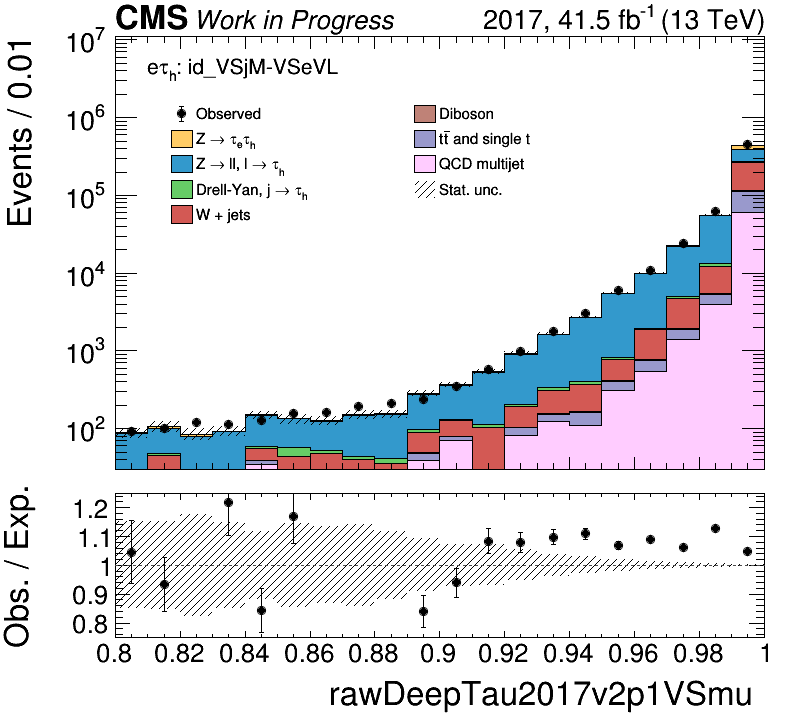 CMS Work in Progress 2017, 41.5 fb⁻¹ (13 TeV)
Events / 0.01
10⁷
10⁶
10⁵
10⁴
10³
10²
eτₕ: id_VSjM-VSeVL
Observed
Z → τₑτₕ
Z → ll, l → τₕ
Drell-Yan, j → τₕ
W + jets
Diboson
tt̄ and single t
QCD multijet
Stat. unc.
Obs. / Exp.
1.2
1.1
1
0.9
0.8
0.8 0.82 0.84 0.86 0.88 0.9 0.92 0.94 0.96 0.98 1
rawDeepTau2017v2p1VSmu